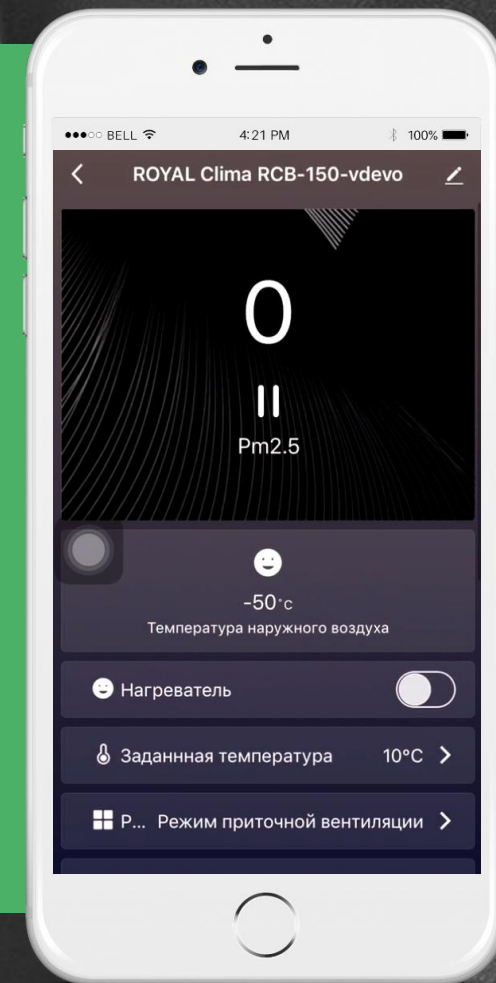 BELL 4:21 PM 100%
ROYAL Clima RCB-150-vdevo
0
Pm2.5
-50°c
Температура наружного воздуха
Нагреватель
Заданнная температура 10°C
Р... Режим приточной вентиляции